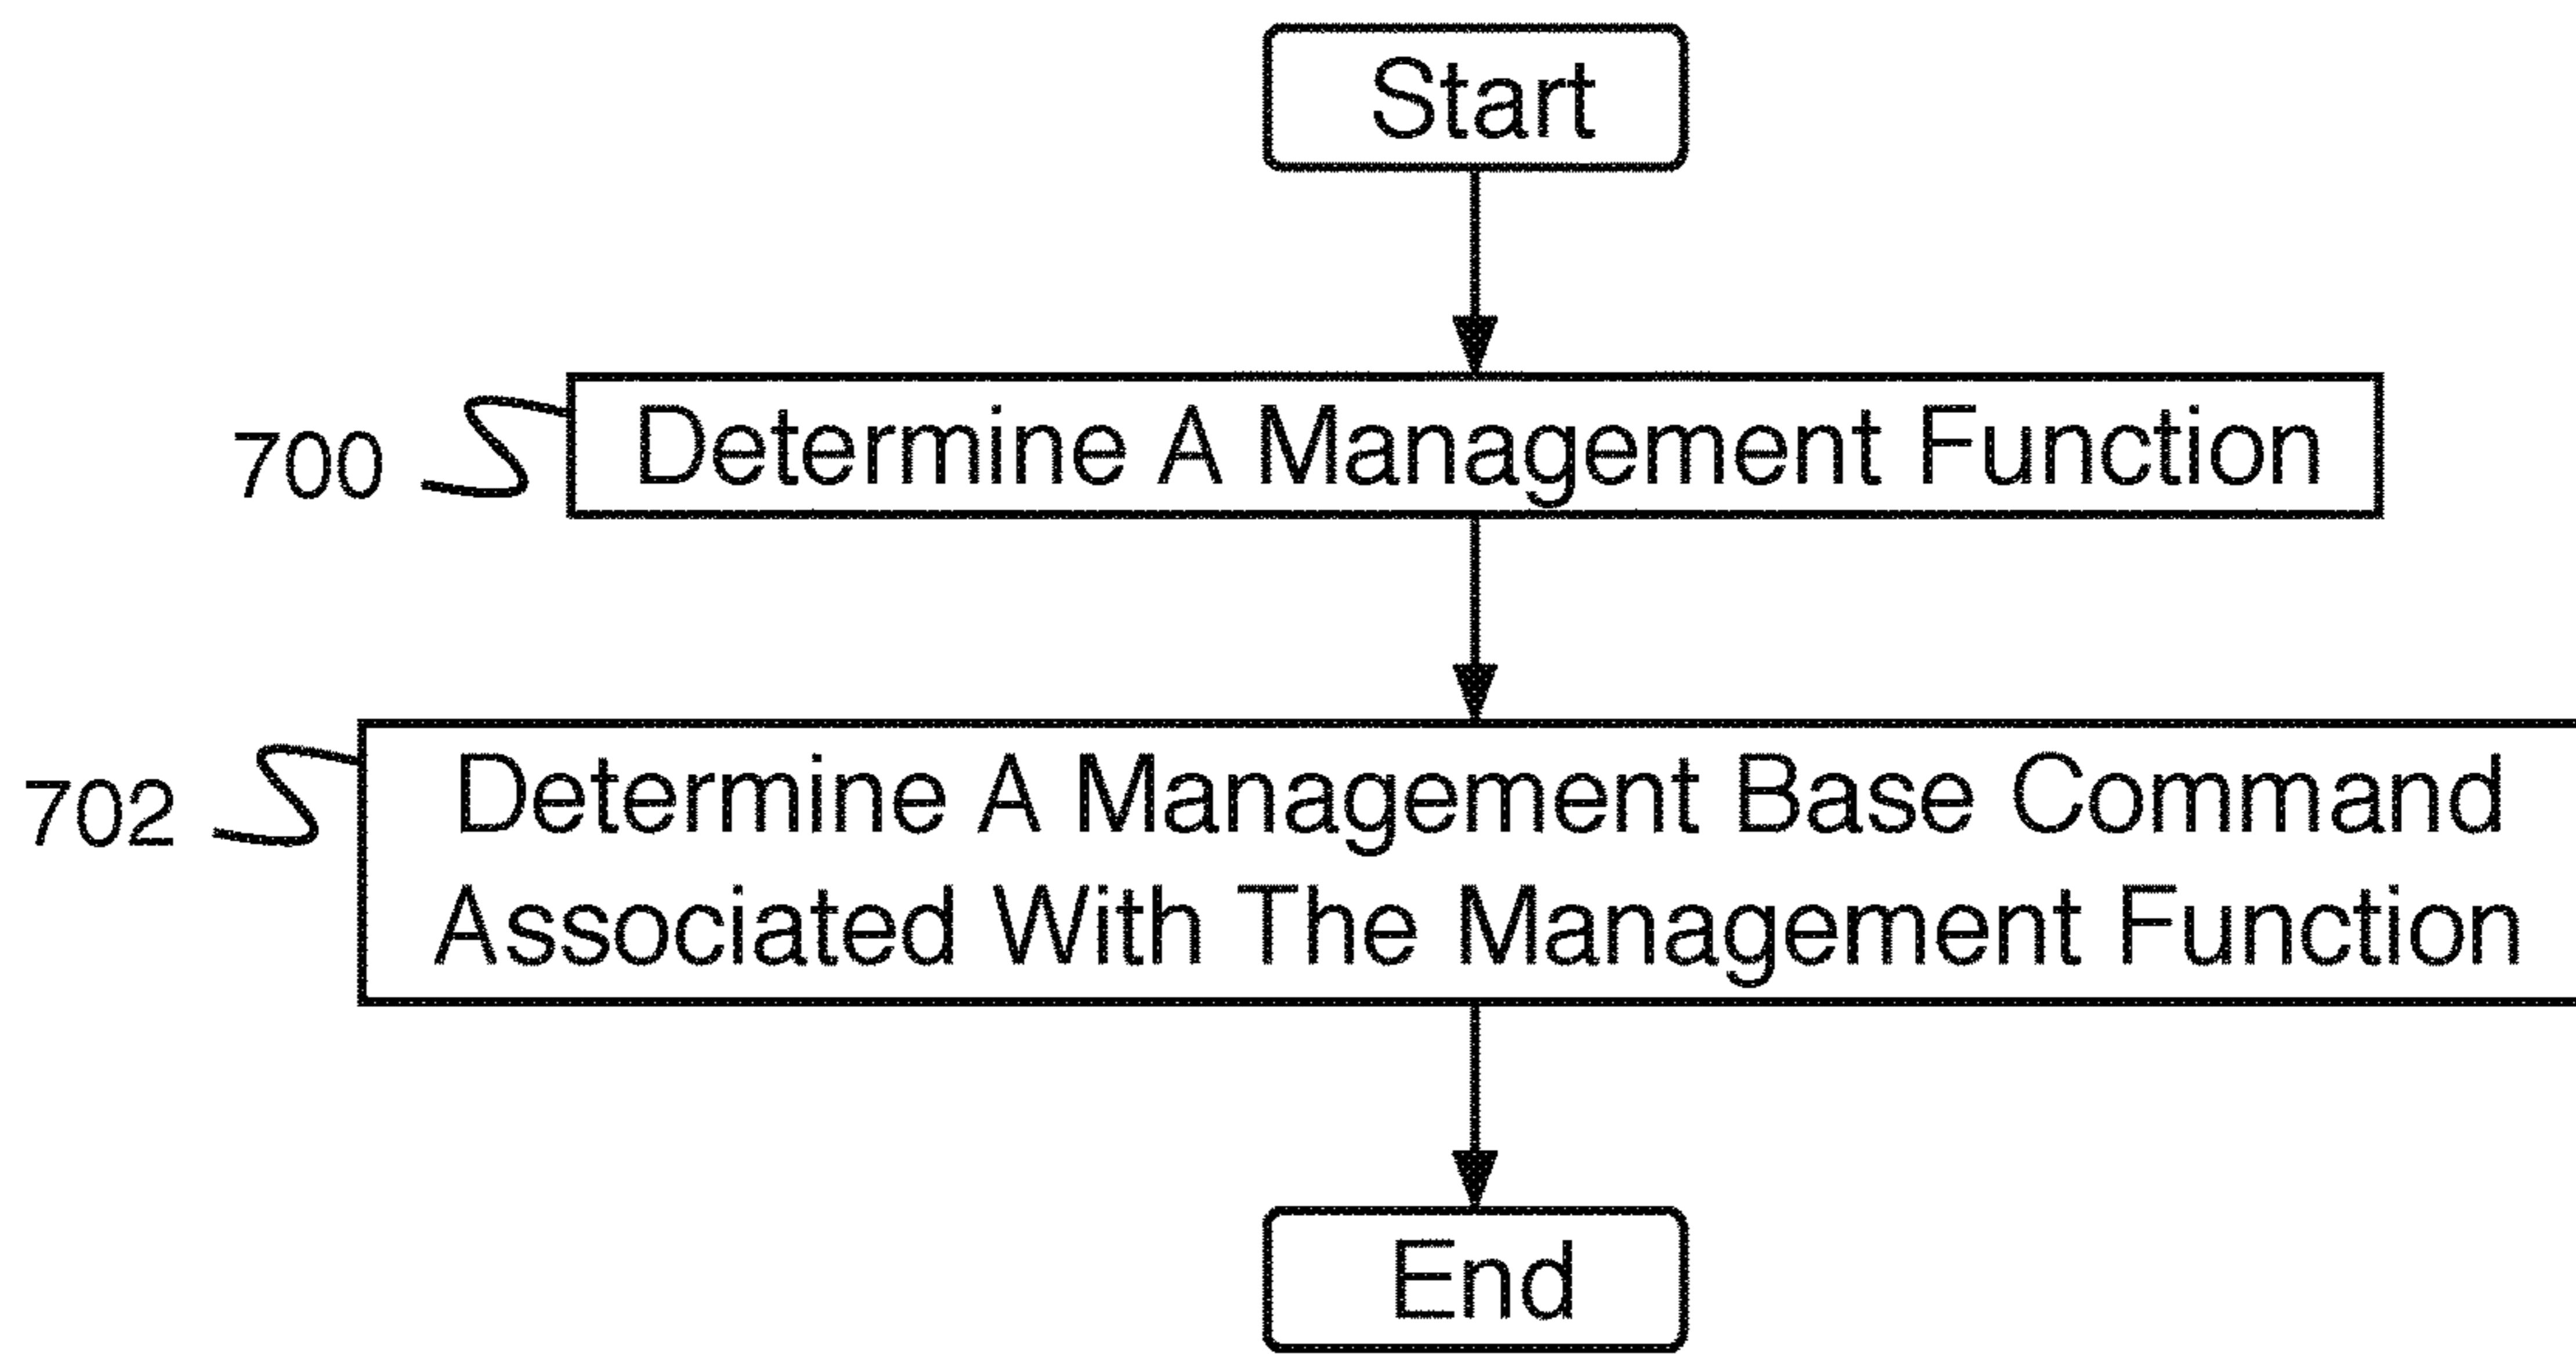 Start
700
Determine A Management Function
702
Determine A Management Base Command
Associated With The Management Function
End